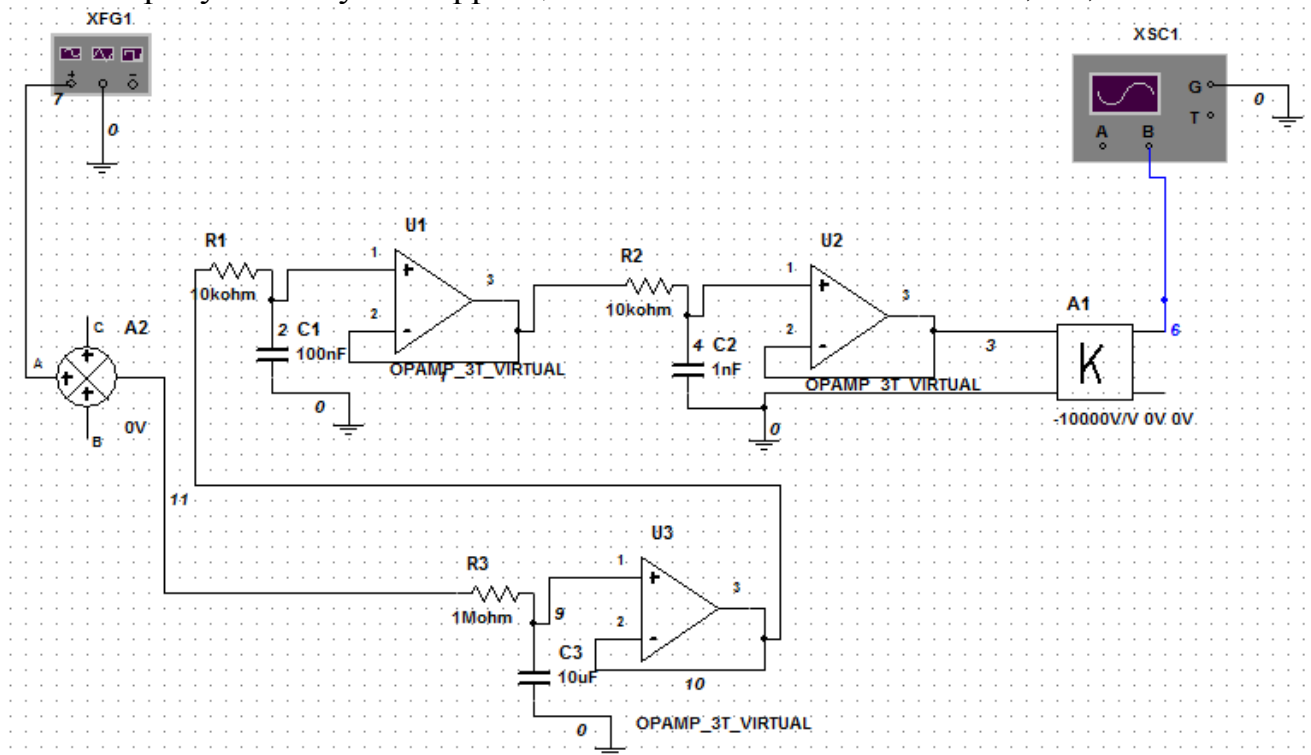 XFG1
XSC1
+
−
7
0
G
T
A
B
0
R1
10kohm
2
C1
100nF
0
U1
1
2
3
+
-
OPAMP_3T_VIRTUAL
R2
10kohm
4
C2
1nF
0
U2
1
2
3
+
-
OPAMP_3T_VIRTUAL
3
A1
K
6
-10000V/V 0V 0V
C
A2
A
B
0V
+
+
+
11
R3
1Mohm
9
C3
10uF
0
U3
1
2
3
+
-
10
OPAMP_3T_VIRTUAL